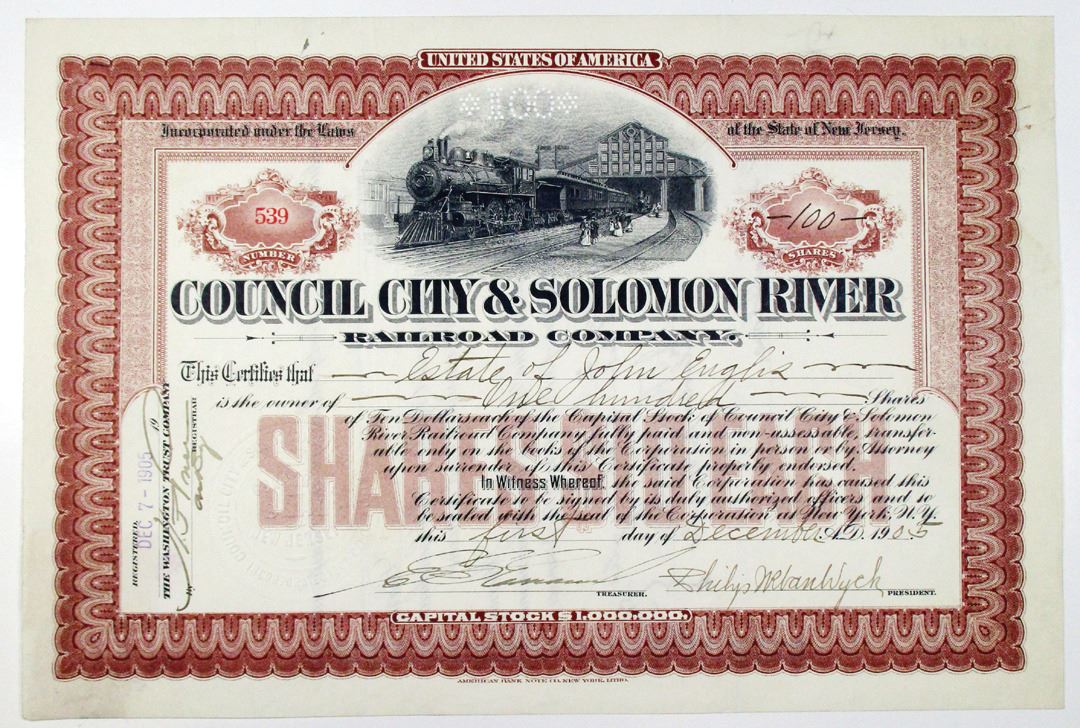 UNITED STATES OF AMERICA
*100*
Incorporated under the Laws
of the State of New Jersey.
539
NUMBER
-100-
SHARES
COUNCIL CITY & SOLOMON RIVER
RAILROAD COMPANY.
This Certifies that Estate of John Englis
is the owner of One hundred Shares
of Ten Dollars each of the Capital Stock of Council City & Solomon
River Railroad Company fully paid and non-assessable, transfer-
able only on the books of the Corporation in person or by Attorney
upon surrender of this Certificate properly endorsed.
In Witness Whereof, the said Corporation has caused this
Certificate to be signed by its duly authorized officers and to
be sealed with the seal of the Corporation at New York, N.Y.
this first day of December A.D. 1905
SHARES
TREASURER.
Philip W. Van Wyck
PRESIDENT.
REGISTERED.
DEC 7 - 1905
19
THE WASHINGTON TRUST COMPANY
REGISTRAR
by
CAPITAL STOCK $1,000,000.
AMERICAN BANK NOTE CO. NEW YORK, LITHO.